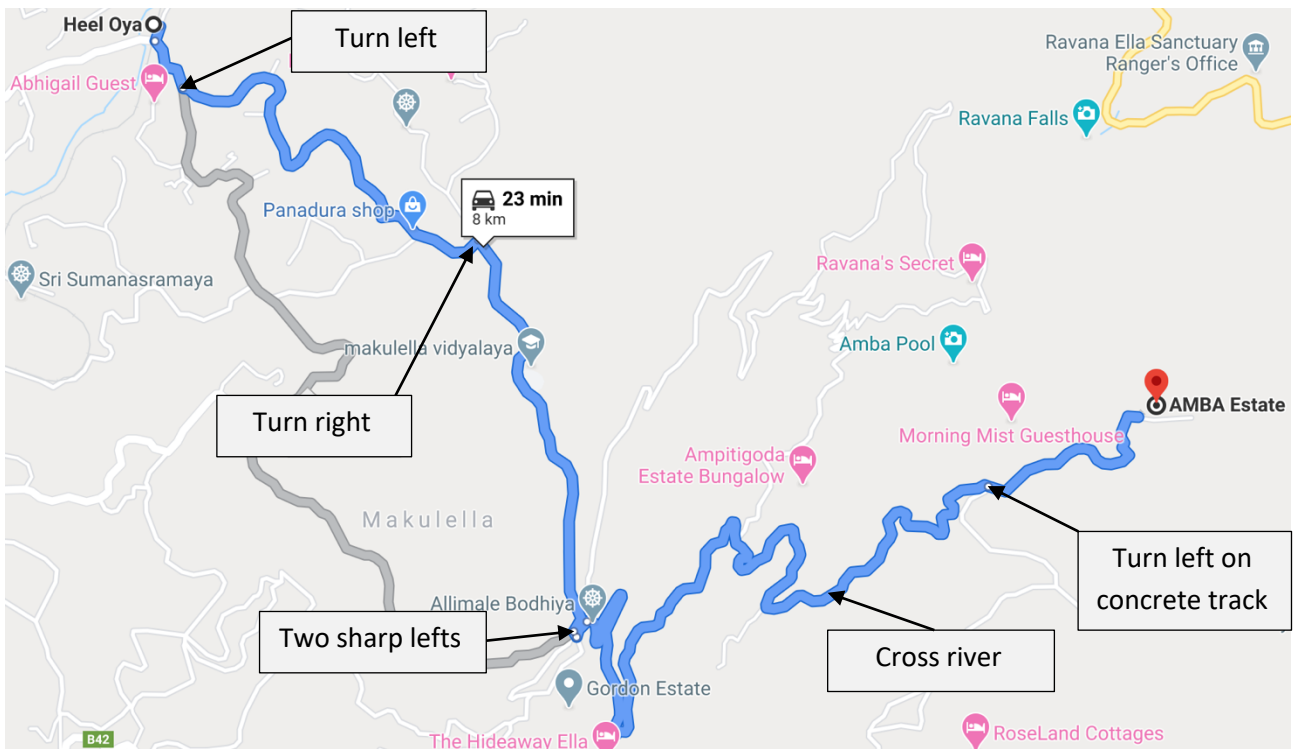 Heel Oya
Turn left
Ravana Ella Sanctuary
Ranger's Office
Abhigail Guest
Ravana Falls
23 min
8 km
Panadura shop
Sri Sumanasramaya
Ravana's Secret
makulella vidyalaya
Amba Pool
AMBA Estate
Turn right
Morning Mist Guesthouse
Ampitigoda
Estate Bungalow
Makulella
Turn left on
concrete track
Allimale Bodhiya
Two sharp lefts
Cross river
Gordon Estate
B42
The Hideaway Ella
RoseLand Cottages